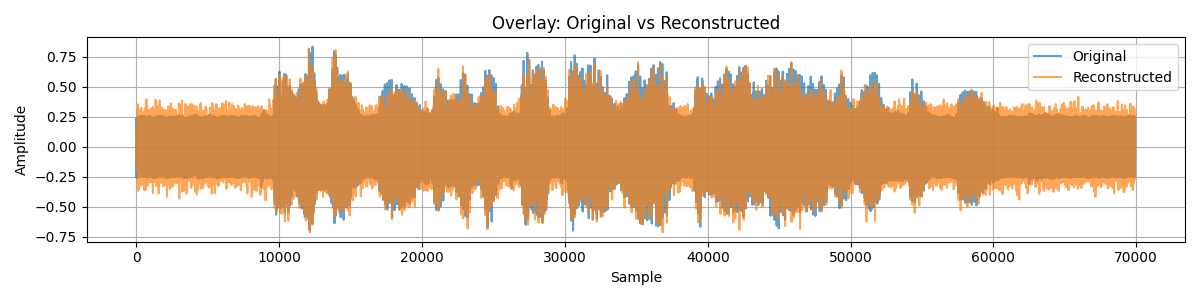 Overlay: Original vs Reconstructed
Original
Reconstructed
Amplitude
0.75
0.50
0.25
0.00
−0.25
−0.50
−0.75
0 10000 20000 30000 40000 50000 60000 70000
Sample